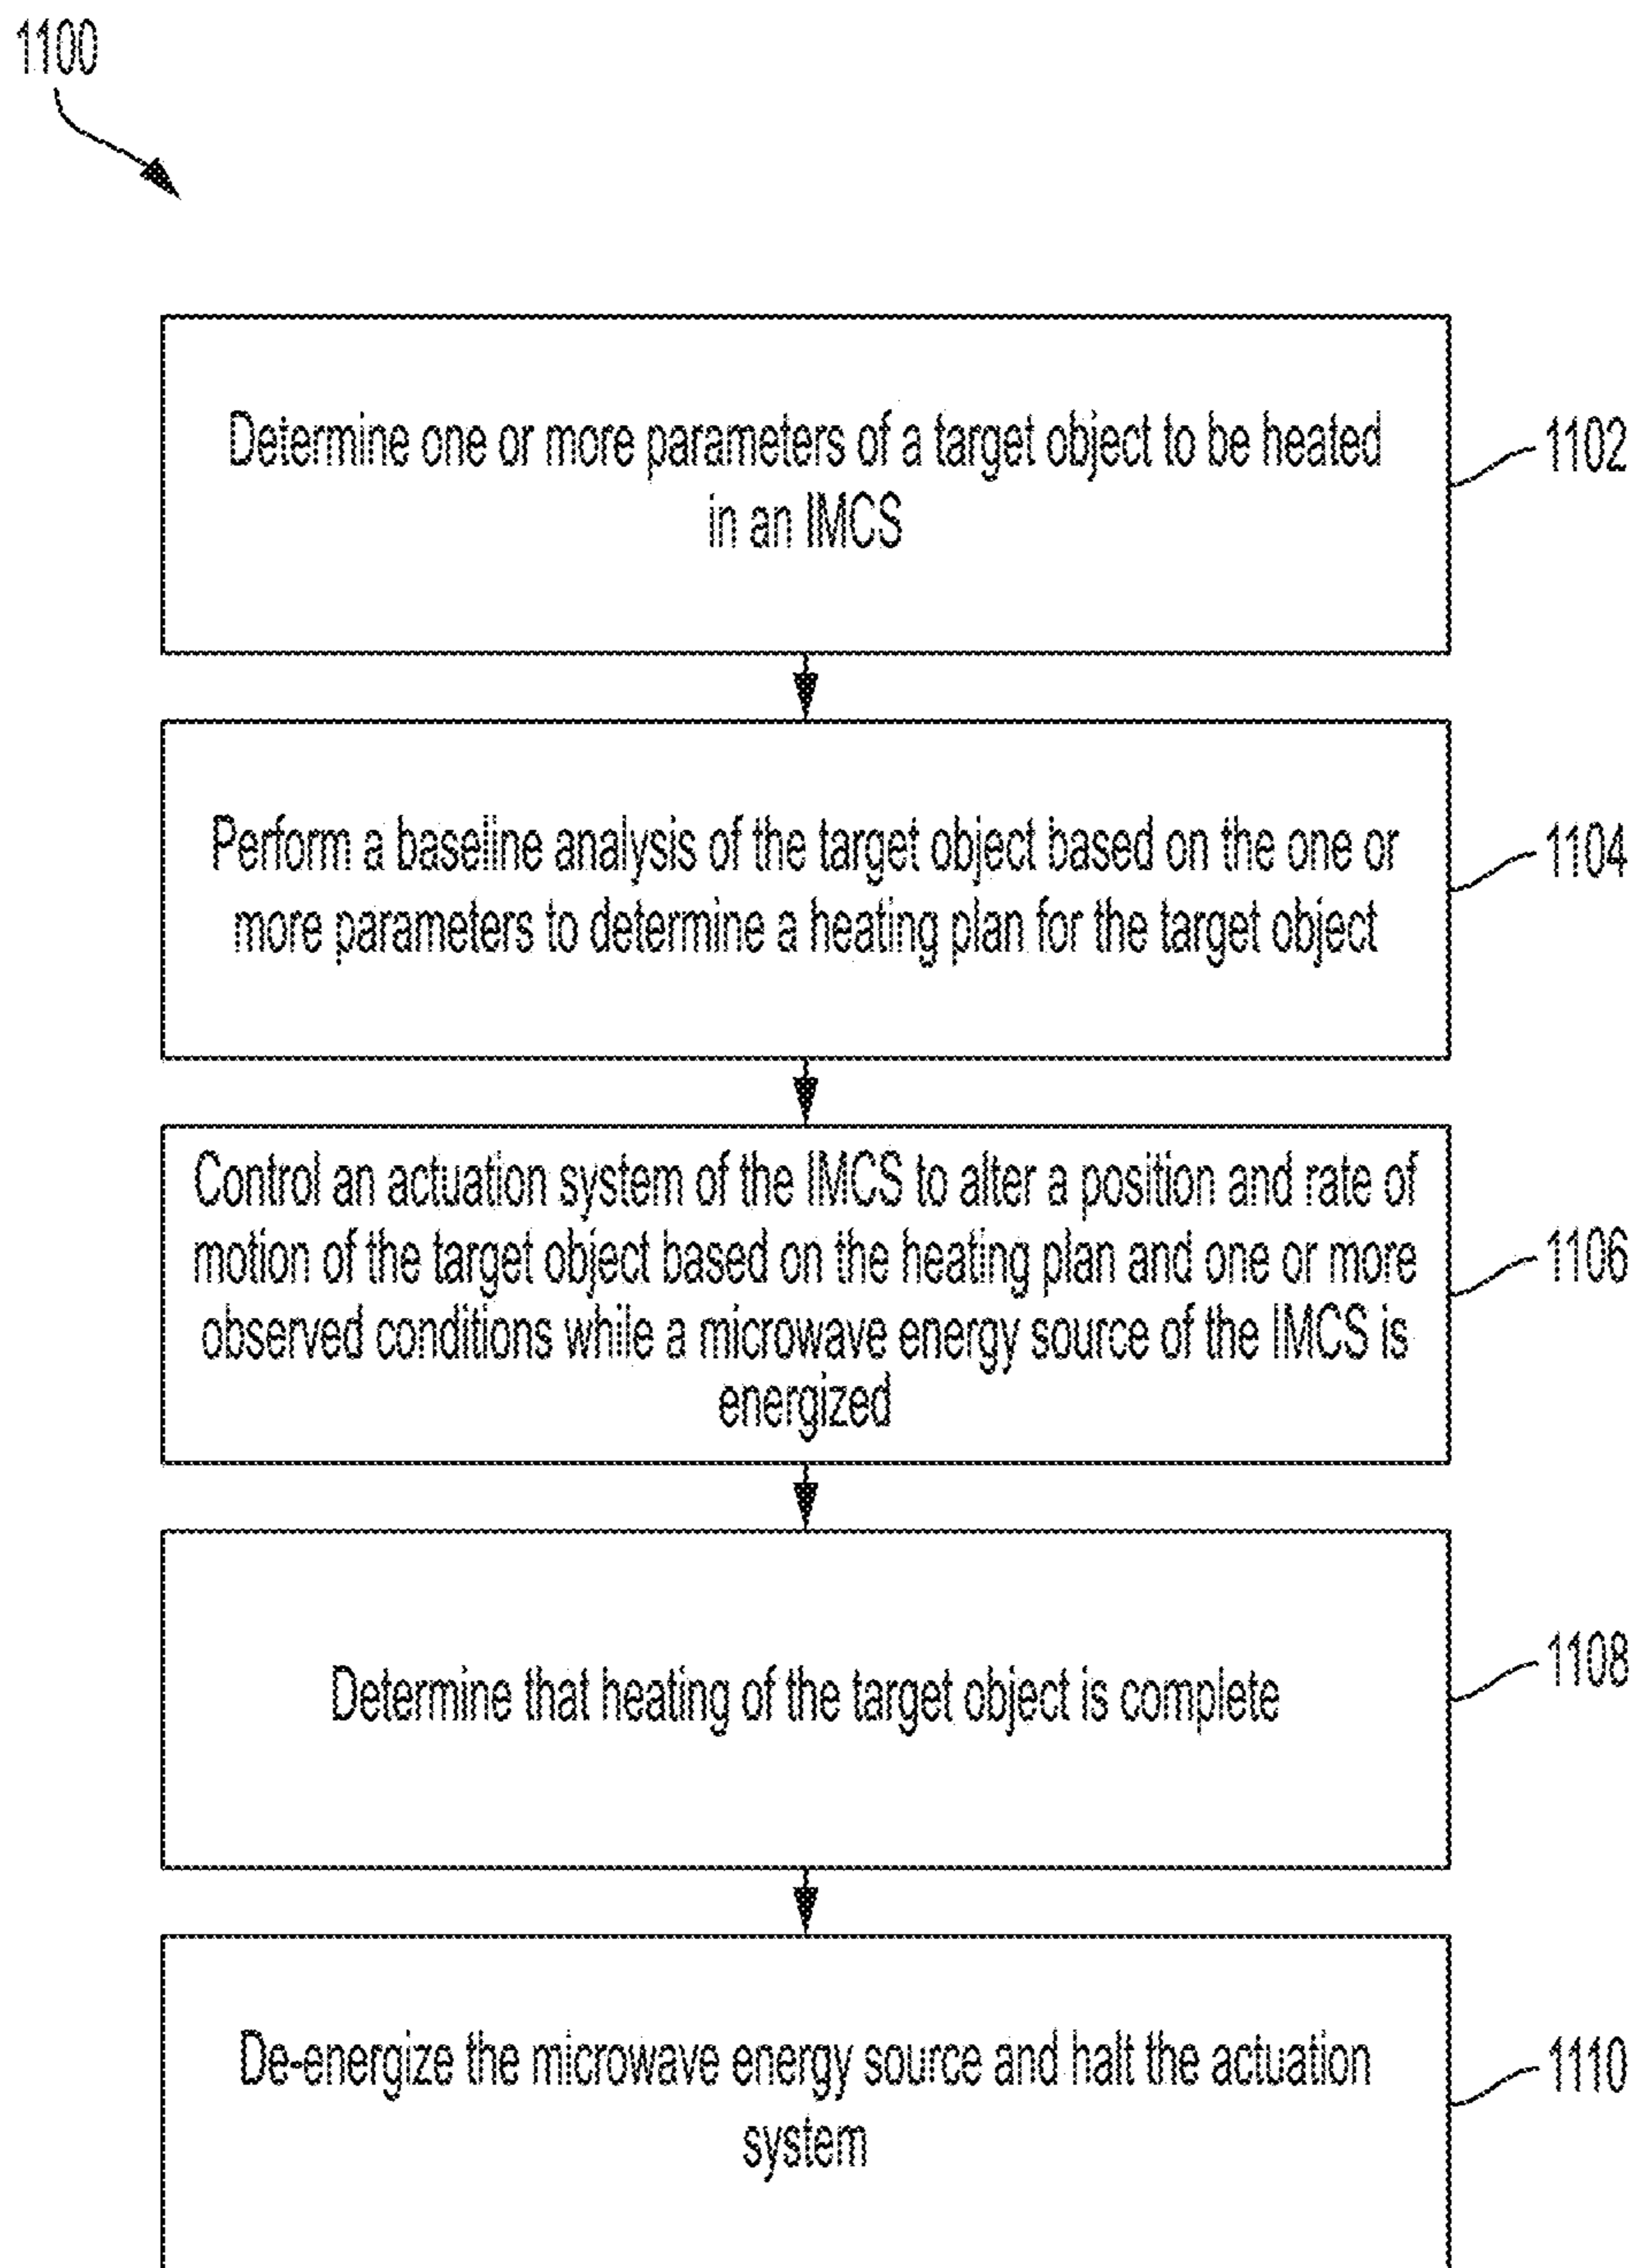 1100
Determine one or more parameters of a target object to be heated
in an IMCS
1102
Perform a baseline analysis of the target object based on the one or
more parameters to determine a heating plan for the target object
1104
Control an actuation system of the IMCS to alter a position and rate of
motion of the target object based on the heating plan and one or more
observed conditions while a microwave energy source of the IMCS is
energized
1106
Determine that heating of the target object is complete
1108
De-energize the microwave energy source and halt the actuation
system
1110